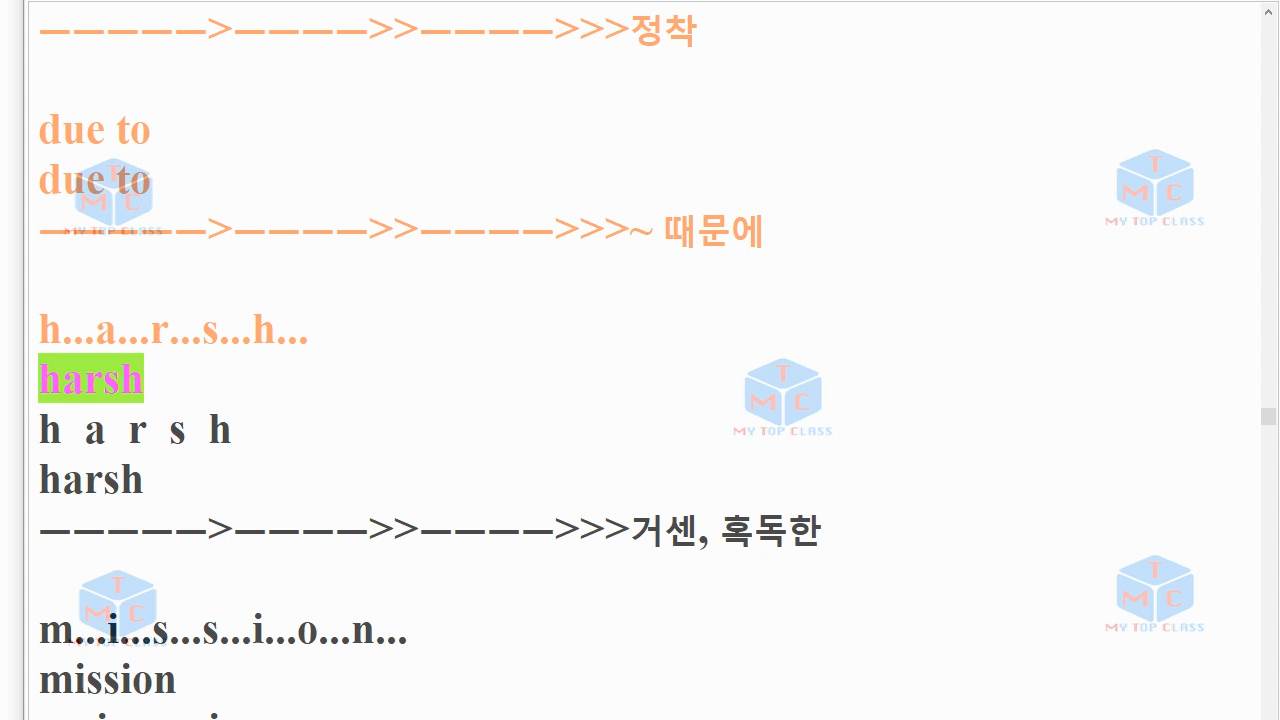 —————>————>>————>>>정착
due to
due to
—————>————>>————>>>~ 때문에
h...a...r...s...h...
harsh
h a r s h
harsh
—————>————>>————>>>거센, 혹독한
m...i...s...s...i...o...n...
mission
T M C
MY TOP CLASS
T M C
MY TOP CLASS
T M C
MY TOP CLASS
T M C
MY TOP CLASS
T M C
MY TOP CLASS